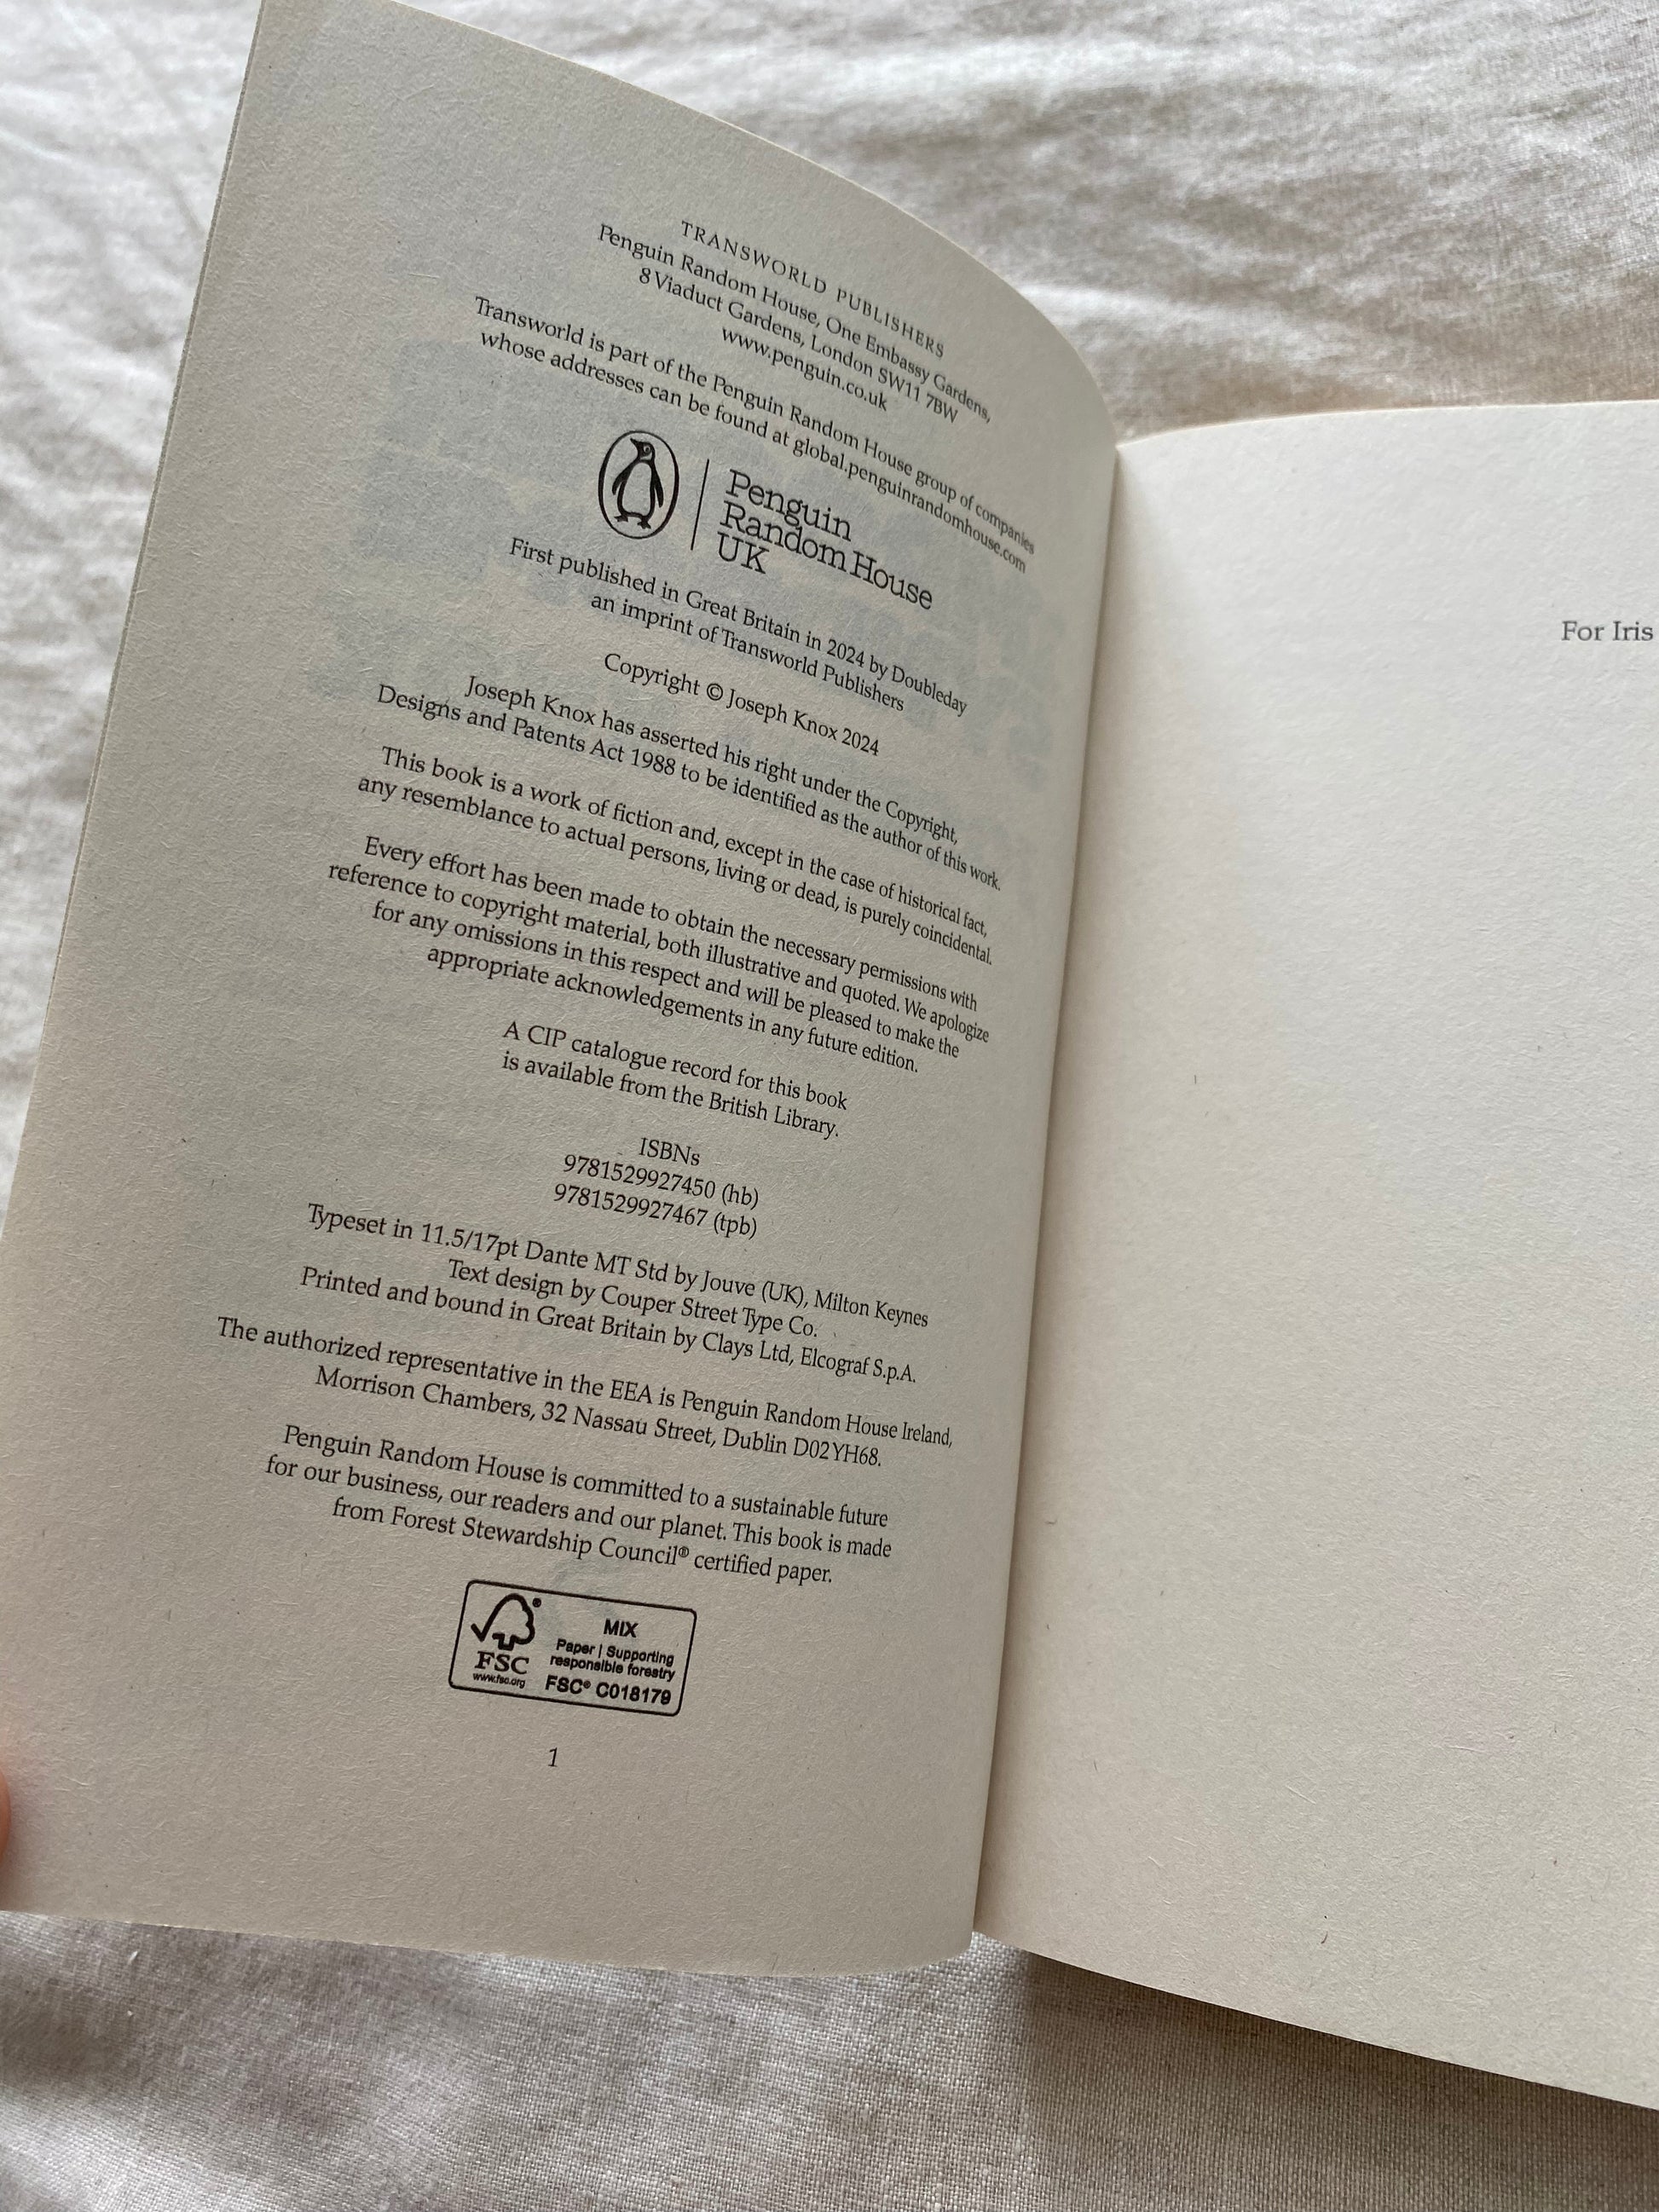 TRANSWORLD PUBLISHERS
Penguin Random House, One Embassy Gardens,
8 Viaduct Gardens, London SW11 7BW
www.penguin.co.uk
Transworld is part of the Penguin Random House group of companies
whose addresses can be found at global.penguinrandomhouse.com
Penguin
Random House
UK
First published in Great Britain in 2024 by Doubleday
an imprint of Transworld Publishers
Copyright © Joseph Knox 2024
Joseph Knox has asserted his right under the Copyright,
Designs and Patents Act 1988 to be identified as the author of this work.
This book is a work of fiction and, except in the case of historical fact,
any resemblance to actual persons, living or dead, is purely coincidental.
Every effort has been made to obtain the necessary permissions with
reference to copyright material, both illustrative and quoted. We apologize
for any omissions in this respect and will be pleased to make the
appropriate acknowledgements in any future edition.
A CIP catalogue record for this book
is available from the British Library.
ISBNs
9781529927450 (hb)
9781529927467 (tpb)
Typeset in 11.5/17pt Dante MT Std by Jouve (UK), Milton Keynes
Text design by Couper Street Type Co.
Printed and bound in Great Britain by Clays Ltd, Elcograf S.p.A.
The authorized representative in the EEA is Penguin Random House Ireland,
Morrison Chambers, 32 Nassau Street, Dublin D02 YH68.
Penguin Random House is committed to a sustainable future
for our business, our readers and our planet. This book is made
from Forest Stewardship Council® certified paper.
FSC
www.fsc.org
MIX
Paper | Supporting
responsible forestry
FSC® C018179
1
For Iris